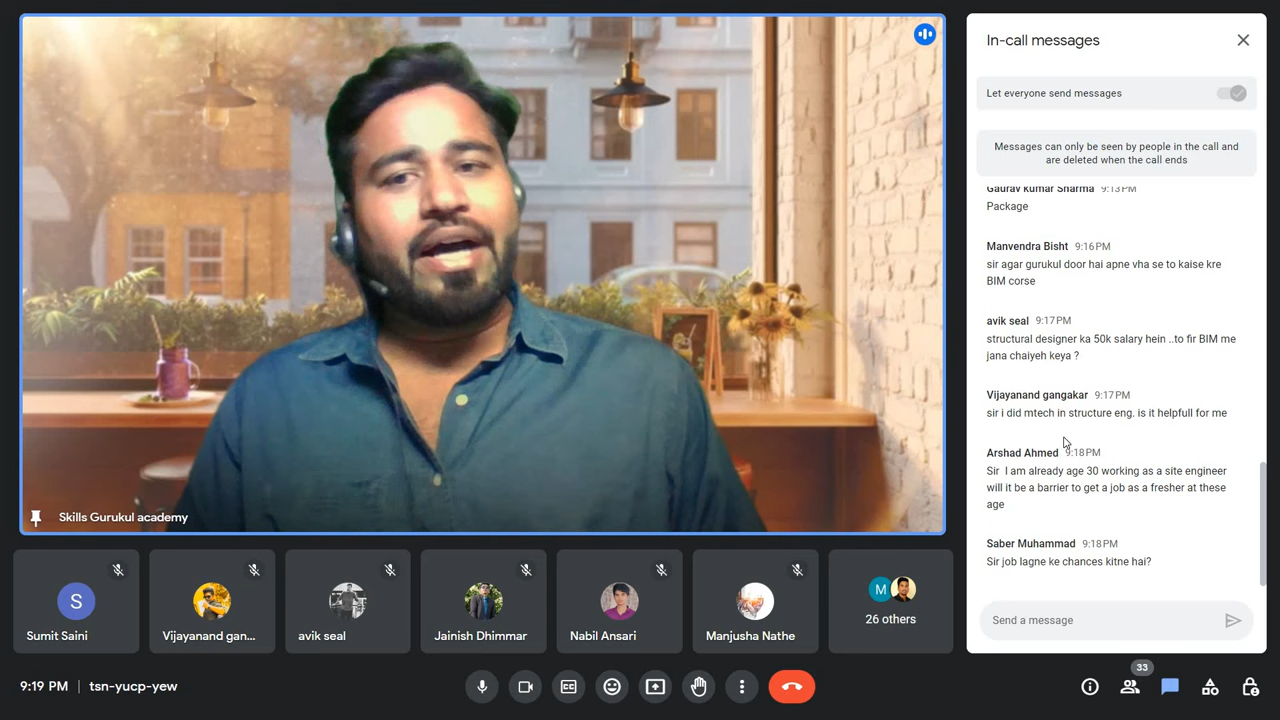 In-call messages
Let everyone send messages
Messages can only be seen by people in the call and
are deleted when the call ends
Gaurav kumar Sharma 9:13PM
Package
Manvendra Bisht 9:16PM
sir agar gurukul door hai apne vha se to kaise kre
BIM corse
avik seal 9:17PM
structural designer ka 50k salary hein ..to fir BIM me
jana chaiyeh keya ?
Vijayanand gangakar 9:17PM
sir i did mtech in structure eng. is it helpfull for me
Arshad Ahmed 9:18PM
Sir I am already age 30 working as a site engineer
will it be a barrier to get a job as a fresher at these
age
Saber Muhammad 9:18PM
Sir job lagne ke chances kitne hai?
Send a message
Skills Gurukul academy
S
Sumit Saini
Vijayanand gan...
avik seal
Jainish Dhimmar
Nabil Ansari
Manjusha Nathe
M
26 others
9:19 PM | tsn-yucp-yew
33